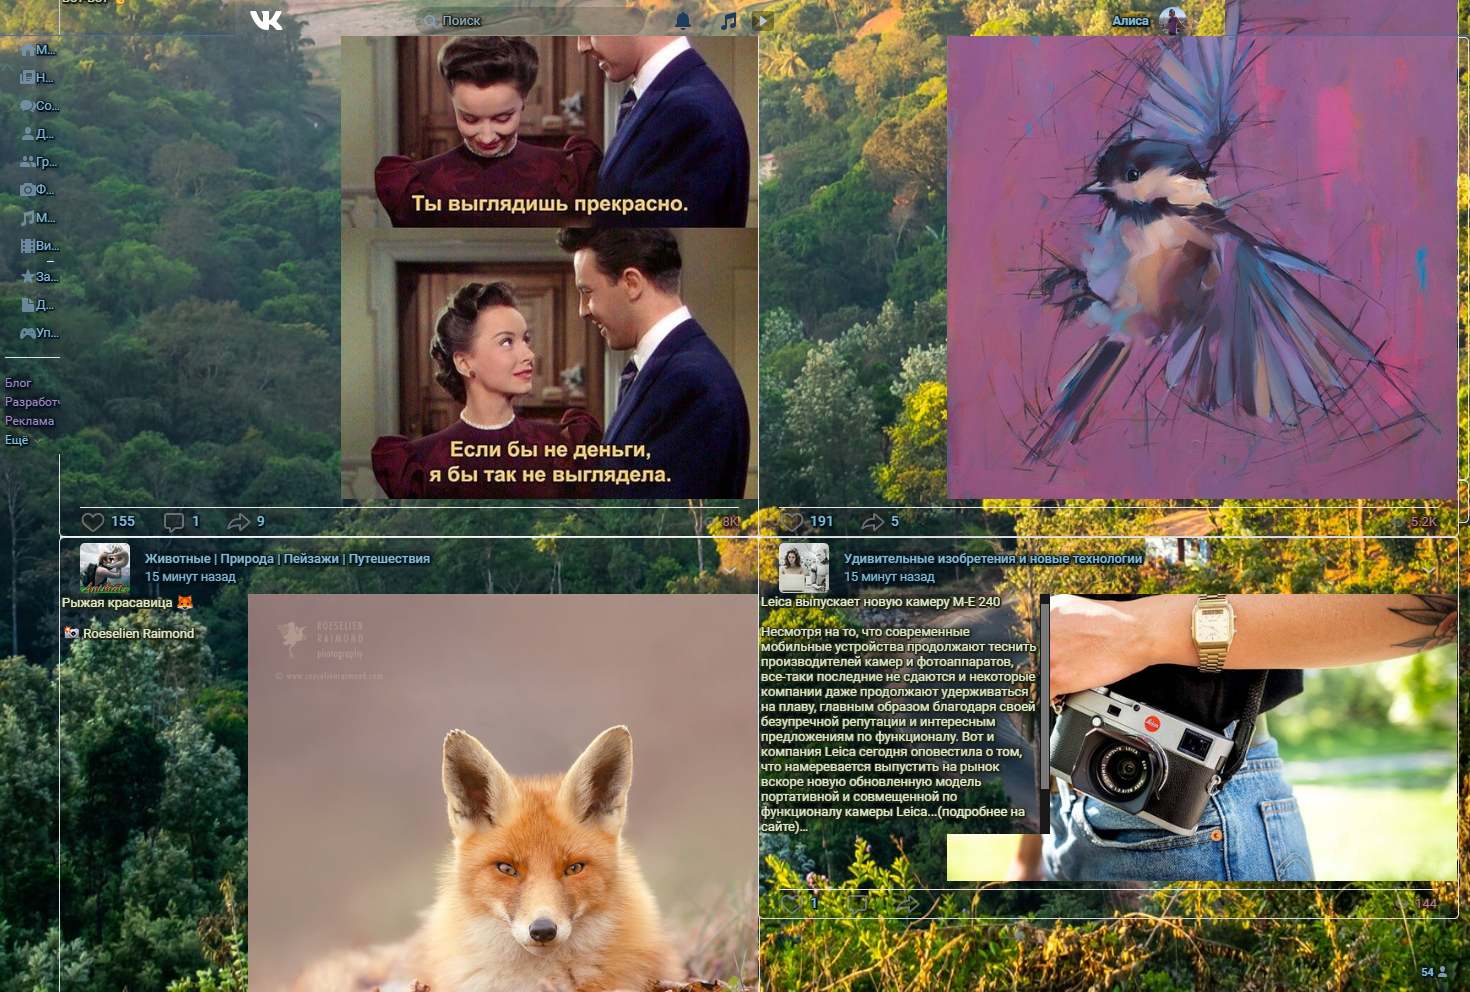 Поиск
Алиса
М...
Н...
Со...
Д...
Гр...
Ф...
М...
Ви...
За...
Д...
Уп...
Блог
Разработч
Реклама
Ещё
Ты выглядишь прекрасно.
Если бы не деньги,
я бы так не выглядела.
155 1 9 8K
191 5 5.2K
Животные | Природа | Пейзажи | Путешествия
15 минут назад
Рыжая красавица 🦊
📷 Roeselien Raimond
ROESELIEN
RAIMOND
photography
© www.roeselienraimond.com
Удивительные изобретения и новые технологии
15 минут назад
Leica выпускает новую камеру M-E 240
Несмотря на то, что современные
мобильные устройства продолжают теснить
производителей камер и фотоаппаратов,
все-таки последние не сдаются и некоторые
компании даже продолжают удерживаться
на плаву, главным образом благодаря своей
безупречной репутации и интересным
предложениям по функционалу. Вот и
компания Leica сегодня оповестила о том,
что намеревается выпустить на рынок
вскоре новую обновленную модель
портативной и совмещенной по
функционалу камеры Leica...(подробнее на
сайте)...
1 144
54